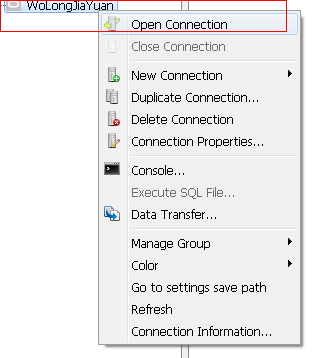 WoLongJiaYuan
Open Connection
Close Connection
New Connection
Duplicate Connection...
Delete Connection
Connection Properties...
Console...
Execute SQL File...
Data Transfer...
Manage Group
Color
Go to settings save path
Refresh
Connection Information...